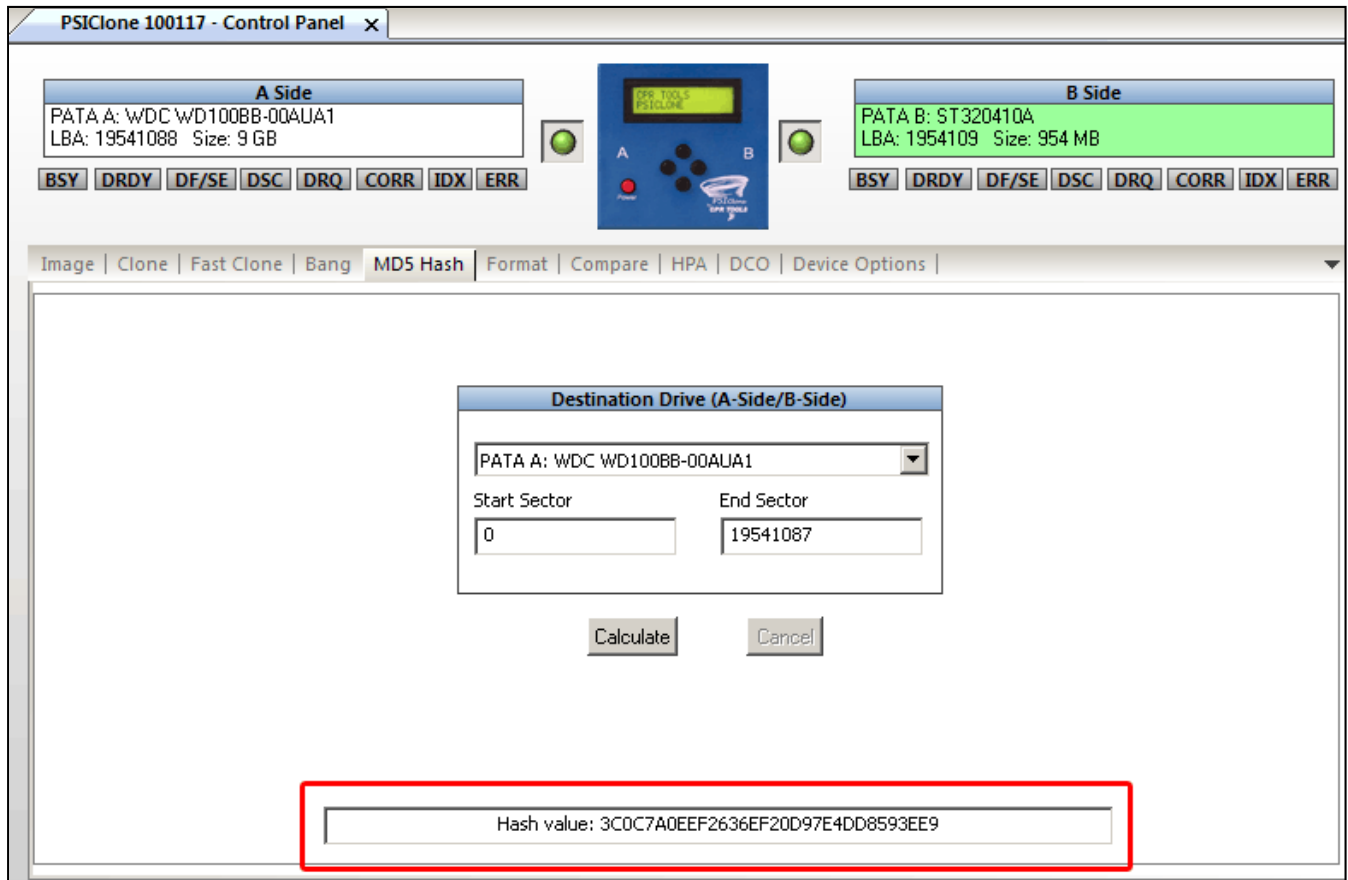 PSIClone 100117 - Control Panel x
A Side
PATA A: WDC WD100BB-00AUA1
LBA: 19541088 Size: 9 GB
BSY DRDY DF/SE DSC DRQ CORR IDX ERR
CPR TOOLS
PSICLONE
A B
Power
PSIClone
CPR TOOLS
B Side
PATA B: ST320410A
LBA: 1954109 Size: 954 MB
BSY DRDY DF/SE DSC DRQ CORR IDX ERR
Image | Clone | Fast Clone | Bang MD5 Hash | Format | Compare | HPA | DCO | Device Options |
Destination Drive (A-Side/B-Side)
PATA A: WDC WD100BB-00AUA1
Start Sector End Sector
0 19541087
Calculate Cancel
Hash value: 3C0C7A0EEF2636EF20D97E4DD8593EE9